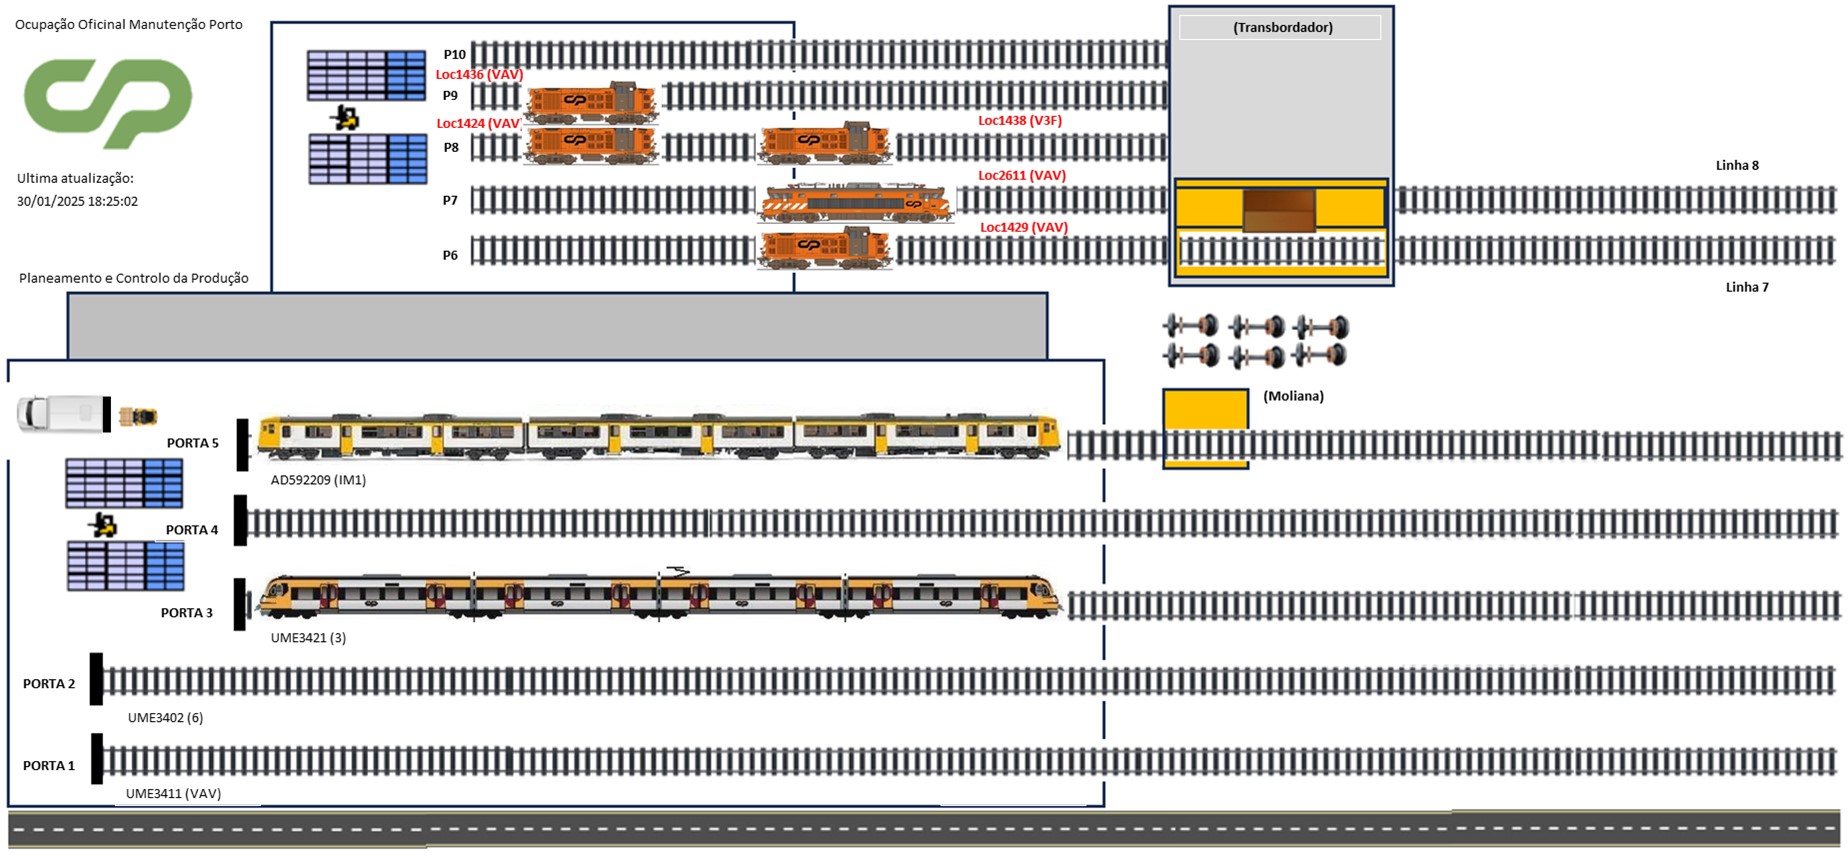 Ocupação Oficinal Manutenção Porto
CP
Ultima atualização:
30/01/2025 18:25:02
Planeamento e Controlo da Produção
(Transbordador)
P10
Loc1436 (VAV)
P9
Loc1424 (VAV)
Loc1438 (V3F)
P8
Loc2611 (VAV)
P7
Loc1429 (VAV)
P6
Linha 8
Linha 7
(Moliana)
PORTA 5
AD592209 (IM1)
PORTA 4
PORTA 3
UME3421 (3)
PORTA 2
UME3402 (6)
PORTA 1
UME3411 (VAV)